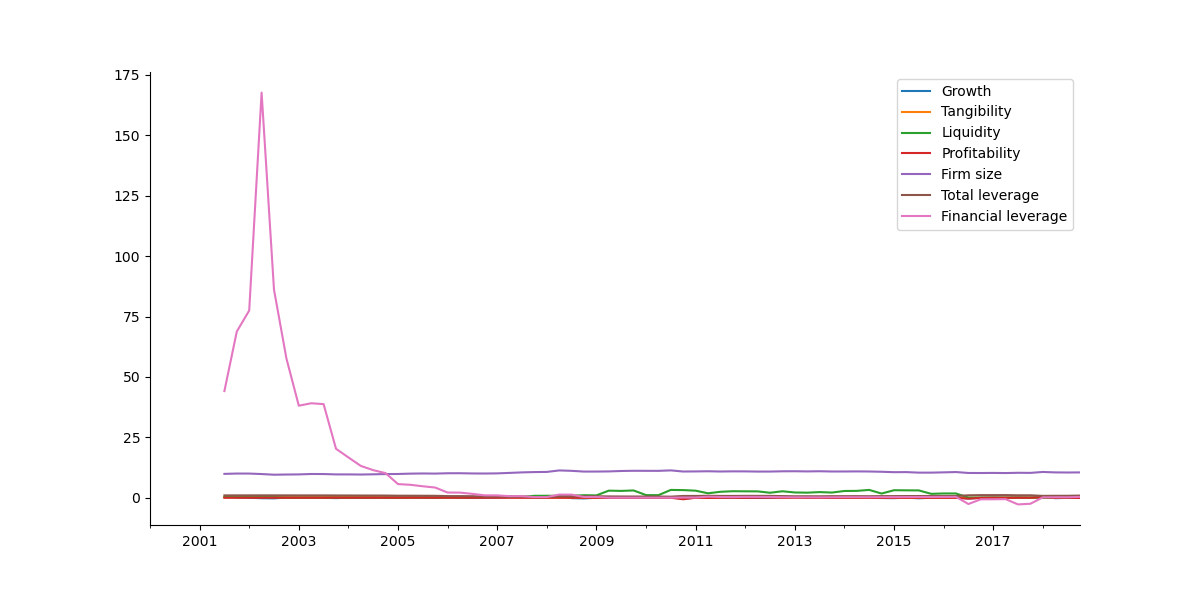 175
150
125
100
75
50
25
0
2001 2003 2005 2007 2009 2011 2013 2015 2017
Growth
Tangibility
Liquidity
Profitability
Firm size
Total leverage
Financial leverage